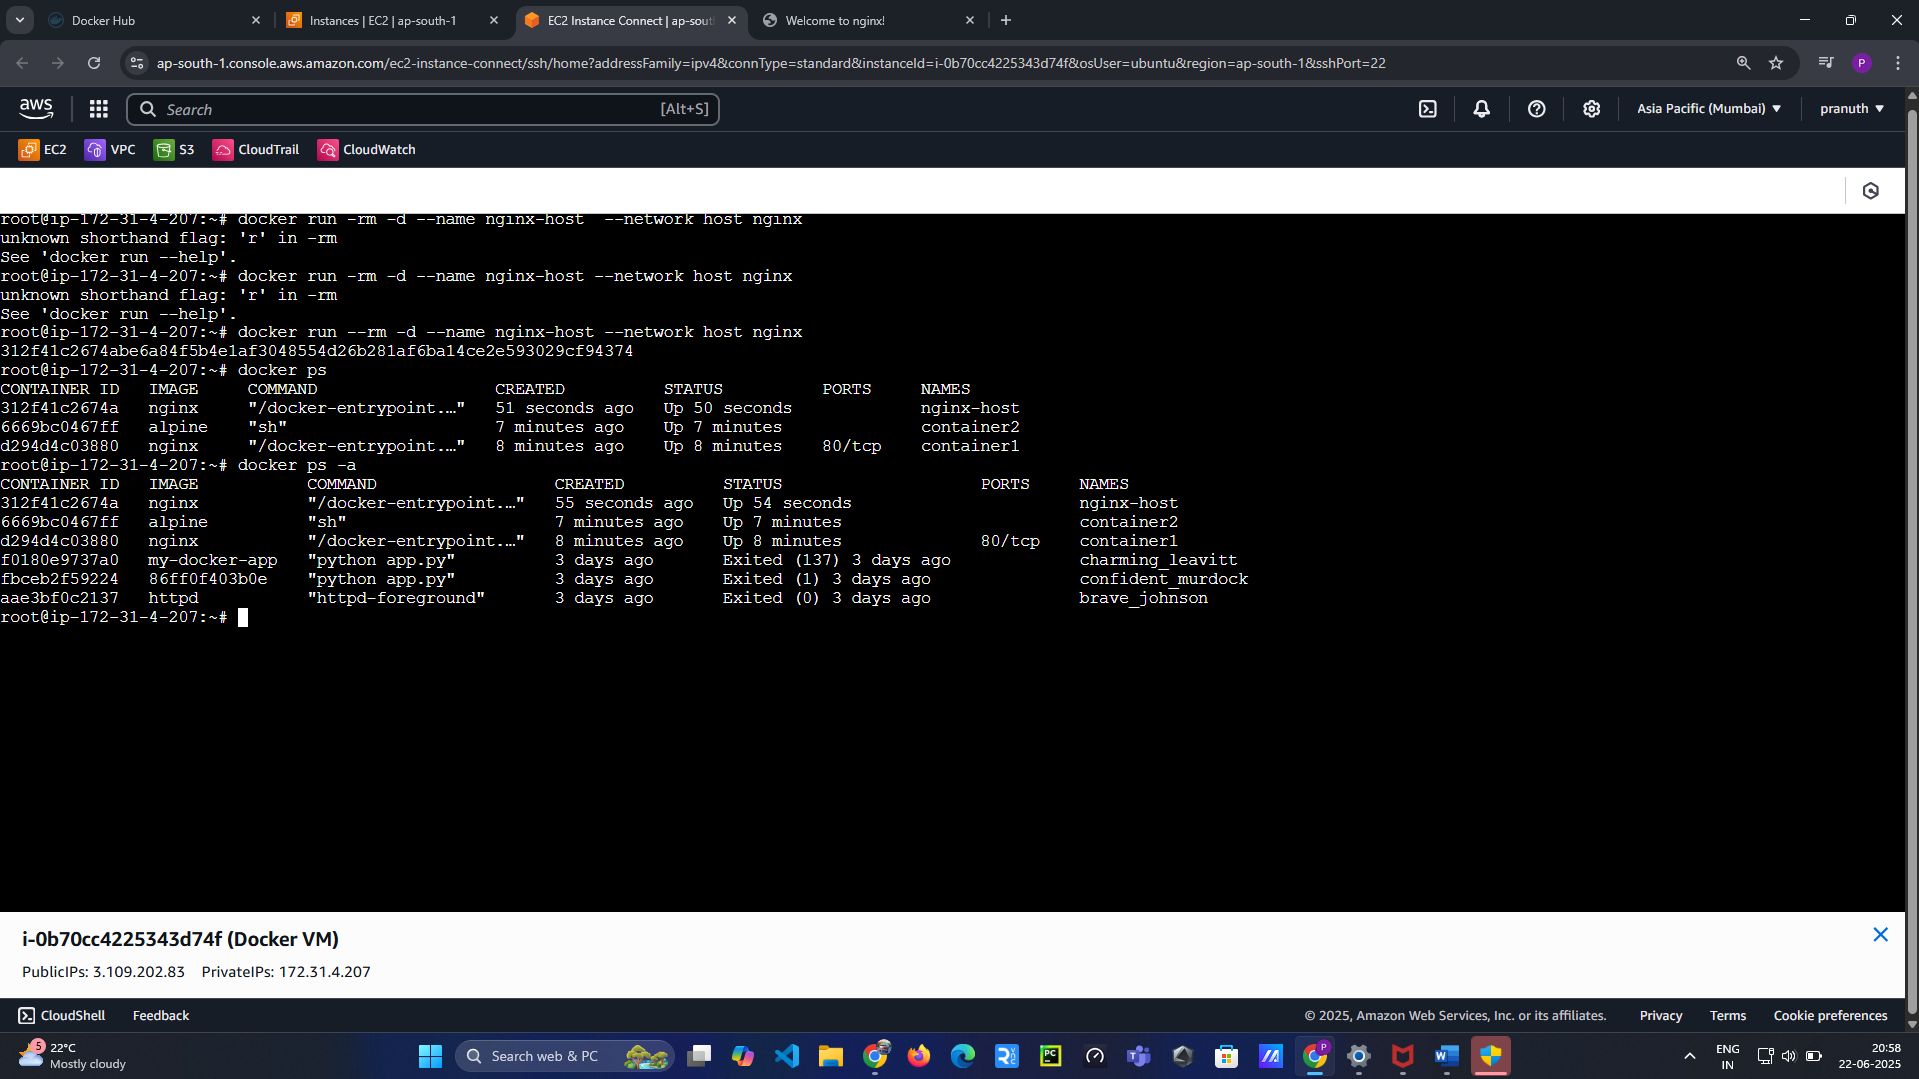 Docker Hub
Instances | EC2 | ap-south-1
EC2 Instance Connect | ap-sout
Welcome to nginx!
ap-south-1.console.aws.amazon.com/ec2-instance-connect/ssh/home?addressFamily=ipv4&connType=standard&instanceId=i-0b70cc4225343d74f&osUser=ubuntu&region=ap-south-1&sshPort=22
P
aws
Search [Alt+S]
Asia Pacific (Mumbai)
pranuth
EC2 VPC S3 CloudTrail CloudWatch
root@ip-172-31-4-207:~# docker run -rm -d --name nginx-host  --network host nginx
unknown shorthand flag: 'r' in -rm
See 'docker run --help'.
root@ip-172-31-4-207:~# docker run -rm -d --name nginx-host --network host nginx
unknown shorthand flag: 'r' in -rm
See 'docker run --help'.
root@ip-172-31-4-207:~# docker run --rm -d --name nginx-host --network host nginx
312f41c2674abe6a84f5b4e1af3048554d26b281af6ba14ce2e593029cf94374
root@ip-172-31-4-207:~# docker ps
CONTAINER ID   IMAGE     COMMAND                  CREATED          STATUS          PORTS     NAMES
312f41c2674a   nginx     "/docker-entrypoint.…"   51 seconds ago   Up 50 seconds             nginx-host
6669bc0467ff   alpine    "sh"                     7 minutes ago    Up 7 minutes              container2
d294d4c03880   nginx     "/docker-entrypoint.…"   8 minutes ago    Up 8 minutes    80/tcp    container1
root@ip-172-31-4-207:~# docker ps -a
CONTAINER ID   IMAGE           COMMAND                  CREATED          STATUS                    PORTS     NAMES
312f41c2674a   nginx           "/docker-entrypoint.…"   55 seconds ago   Up 54 seconds                       nginx-host
6669bc0467ff   alpine          "sh"                     7 minutes ago    Up 7 minutes                        container2
d294d4c03880   nginx           "/docker-entrypoint.…"   8 minutes ago    Up 8 minutes              80/tcp    container1
f0180e9737a0   my-docker-app   "python app.py"          3 days ago       Exited (137) 3 days ago             charming_leavitt
fbceb2f59224   86ff0f403b0e    "python app.py"          3 days ago       Exited (1) 3 days ago               confident_murdock
aae3bf0c2137   httpd           "httpd-foreground"       3 days ago       Exited (0) 3 days ago               brave_johnson
root@ip-172-31-4-207:~#
i-0b70cc4225343d74f (Docker VM)
PublicIPs: 3.109.202.83 PrivateIPs: 172.31.4.207
CloudShell Feedback
© 2025, Amazon Web Services, Inc. or its affiliates. Privacy Terms Cookie preferences
5
22°C
Mostly cloudy
Search web & PC
PC
P
ENG
IN
20:58
22-06-2025